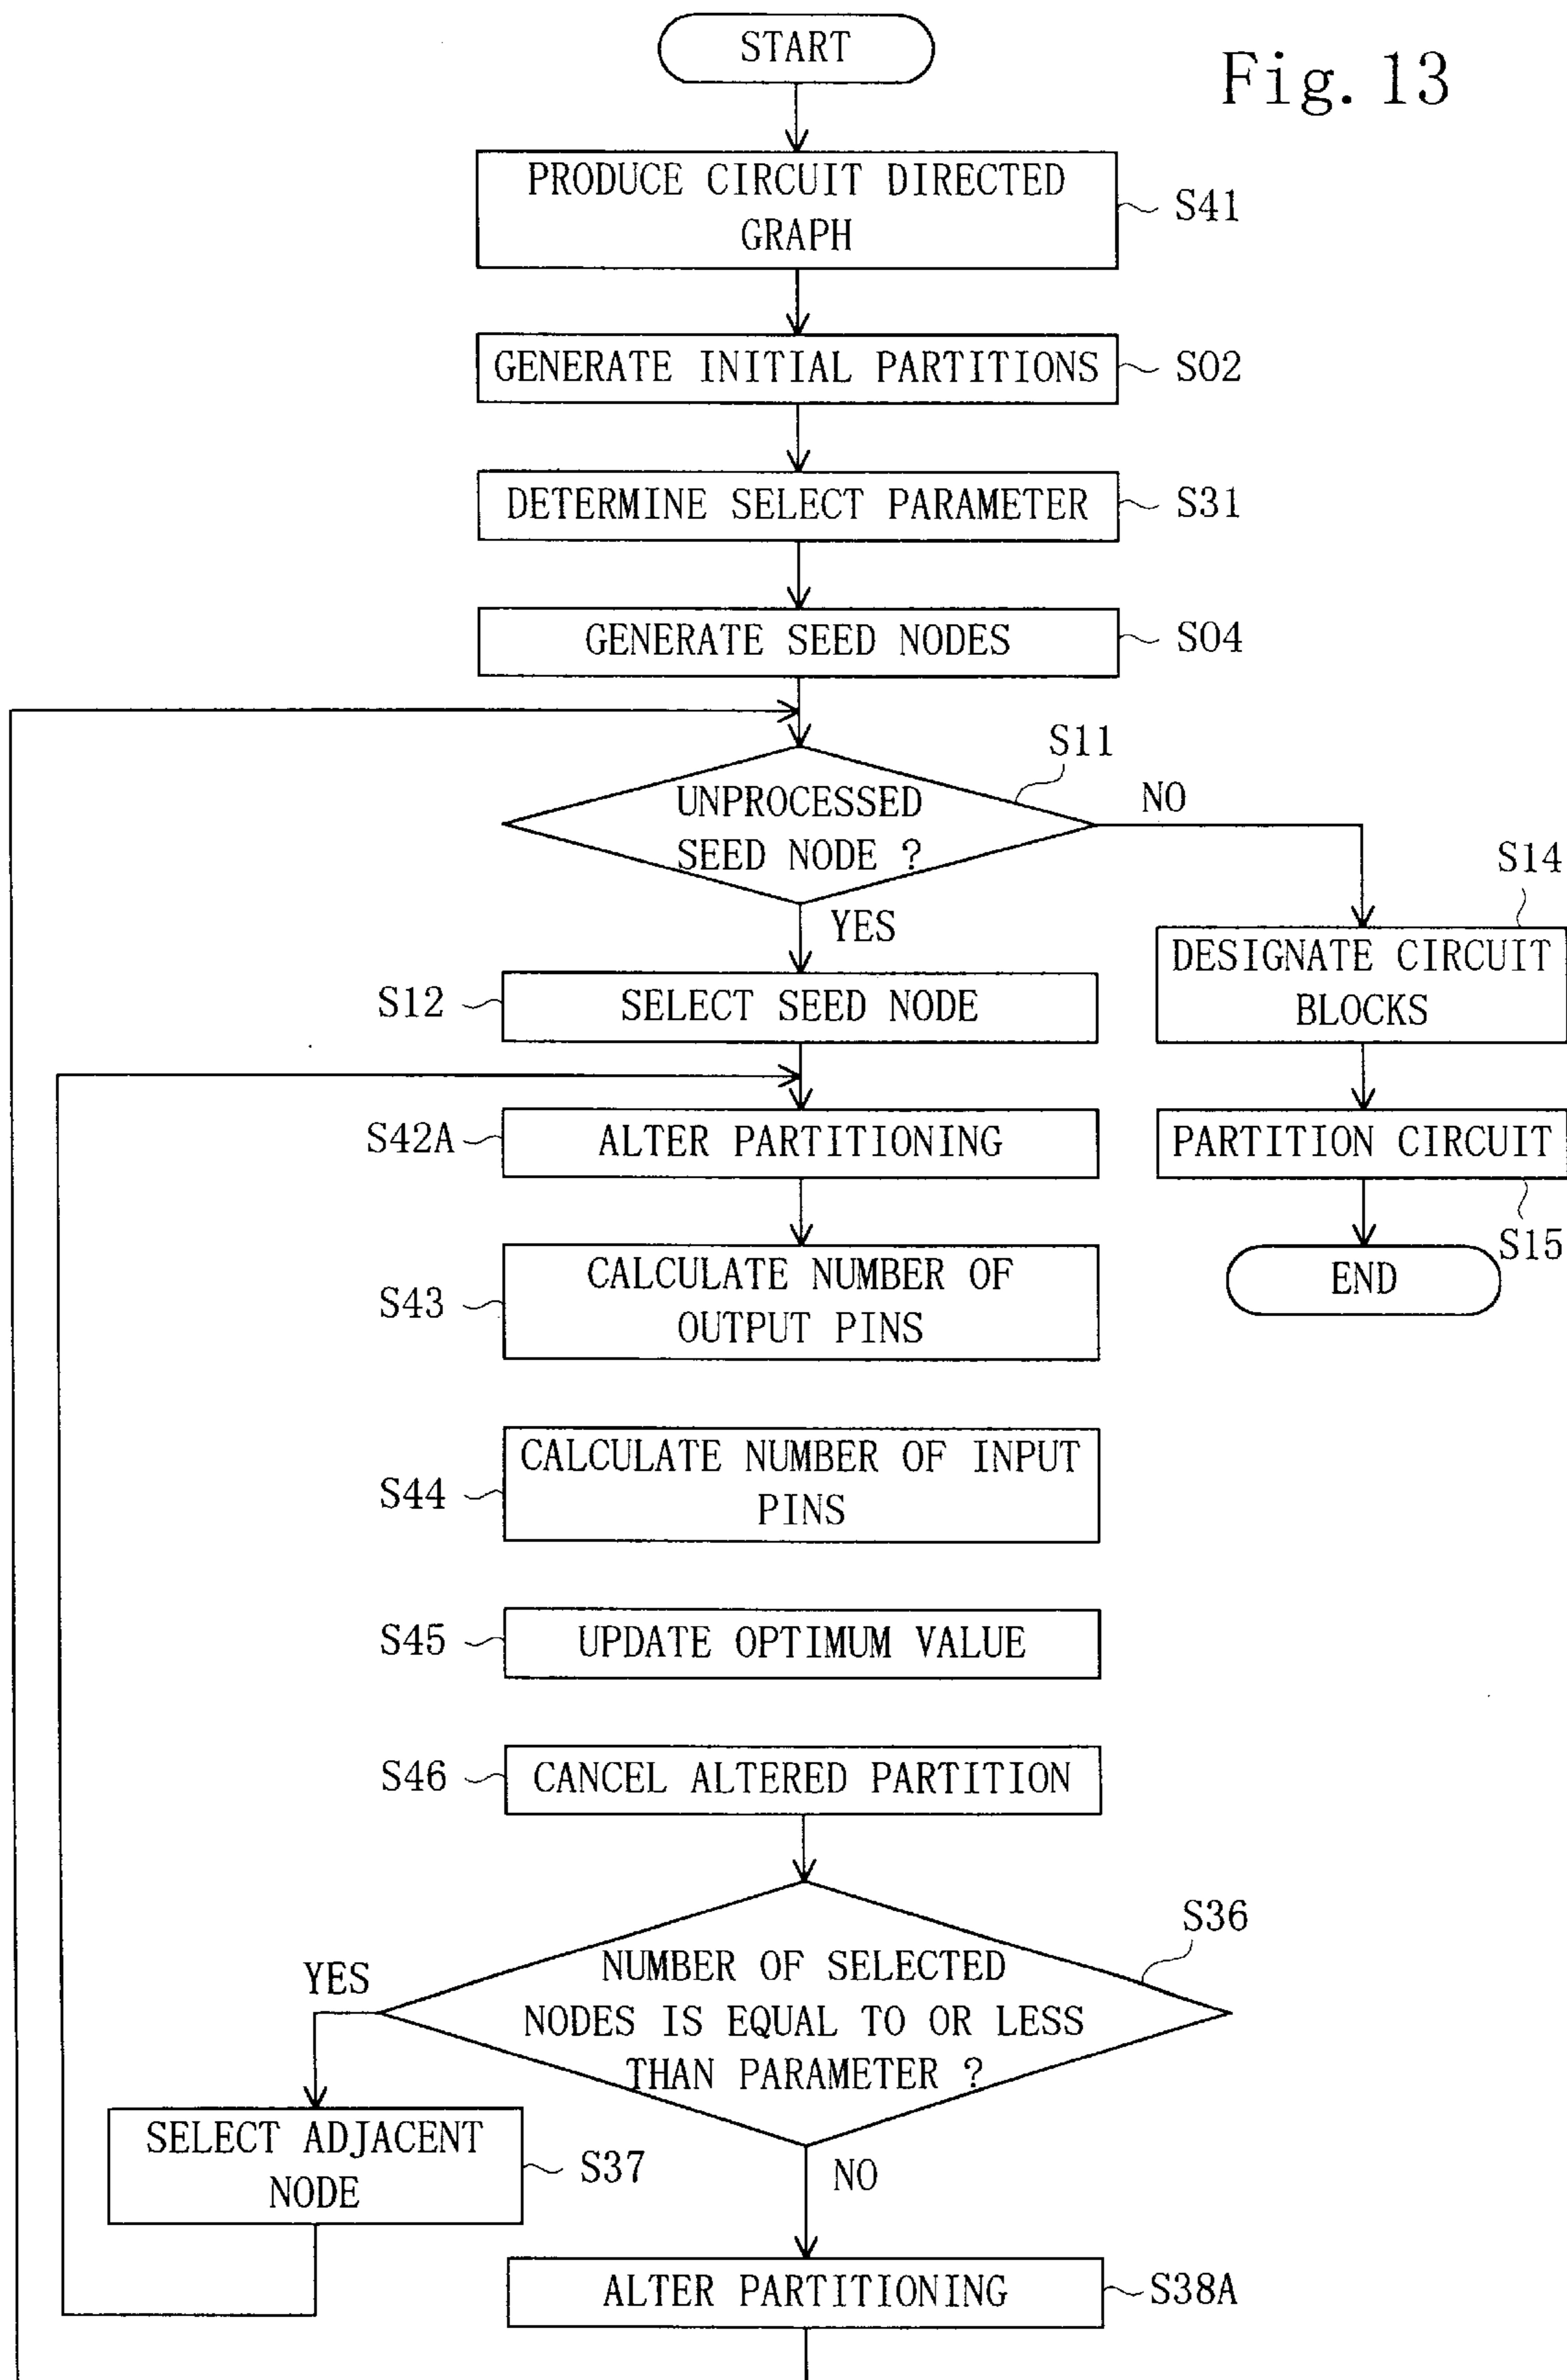 START
Fig. 13
PRODUCE CIRCUIT DIRECTED
GRAPH
S41
GENERATE INITIAL PARTITIONS
S02
DETERMINE SELECT PARAMETER
S31
GENERATE SEED NODES
S04
S11
UNPROCESSED
SEED NODE ?
NO
YES
S14
DESIGNATE CIRCUIT
BLOCKS
S12
SELECT SEED NODE
S42A
ALTER PARTITIONING
PARTITION CIRCUIT
S15
S43
CALCULATE NUMBER OF
OUTPUT PINS
END
S44
CALCULATE NUMBER OF INPUT
PINS
S45
UPDATE OPTIMUM VALUE
S46
CANCEL ALTERED PARTITION
S36
NUMBER OF SELECTED
NODES IS EQUAL TO OR LESS
THAN PARAMETER ?
YES
SELECT ADJACENT
NODE
S37
NO
ALTER PARTITIONING
S38A